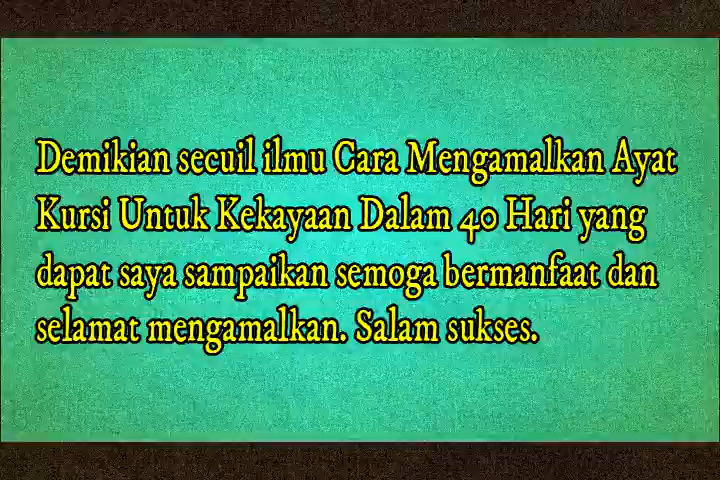 Demikian secuil ilmu Cara Mengamalkan Ayat
Kursi Untuk Kekayaan Dalam 40 Hari yang
dapat saya sampaikan semoga bermanfaat dan
selamat mengamalkan. Salam sukses.